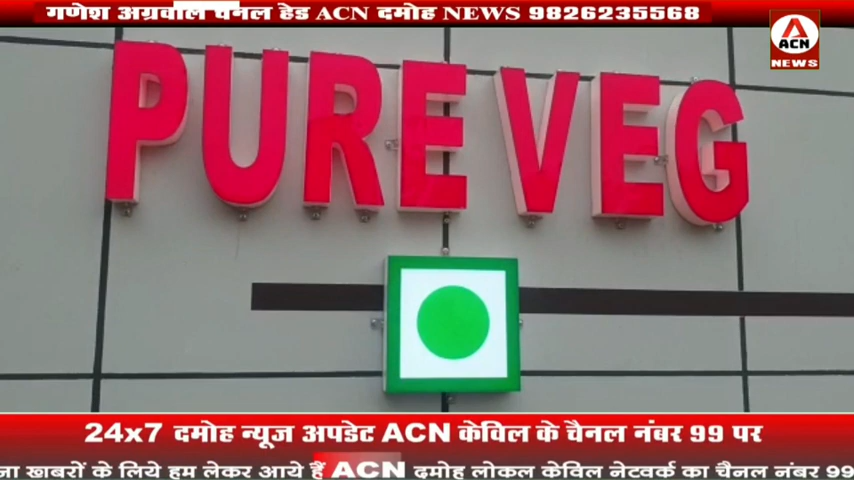 गणेश अग्रवाल चैनल हेड ACN दमोह NEWS 9826235568
ACN
NEWS
PURE VEG
24x7 दमोह न्यूज अपडेट ACN केविल के चैनल नंबर 99 पर
खबरों के लिये हम लेकर आये हैं ACN दमोह लोकल केविल नेटवर्क का चैनल नंबर 99